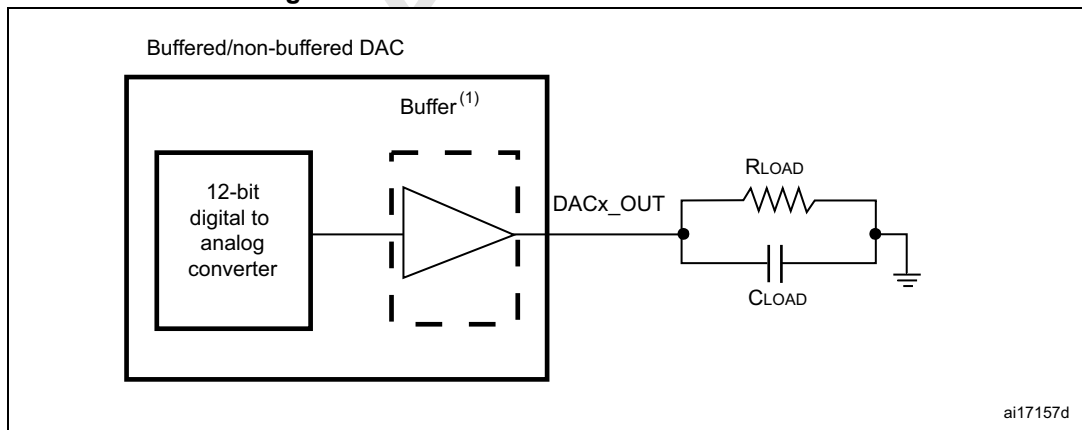 Buffered/non-buffered DAC
Buffer(1)
12-bit
digital to
analog
converter
DACx_OUT
RLOAD
CLOAD
ai17157d